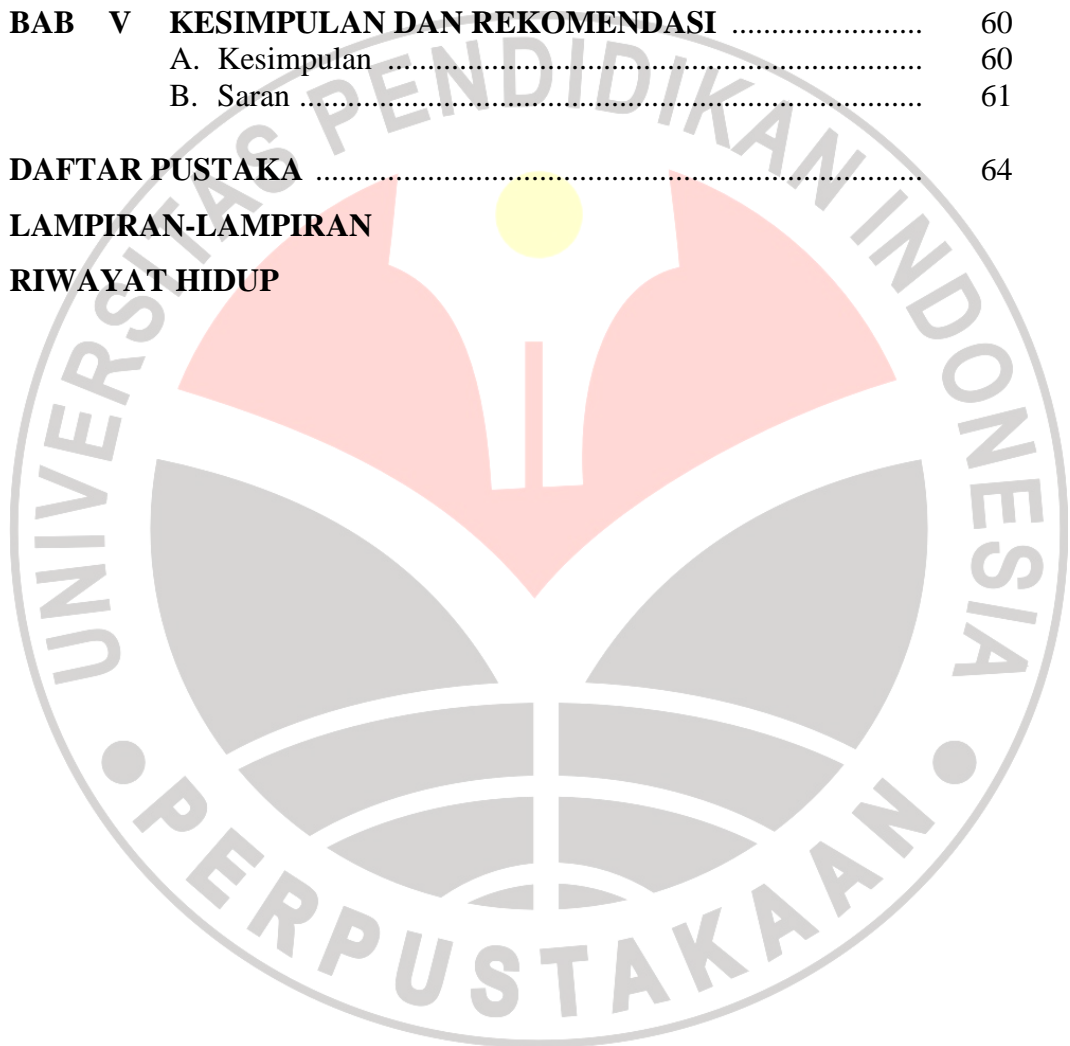 BAB V KESIMPULAN DAN REKOMENDASI ........................ 60
A. Kesimpulan .................................................................... 60
B. Saran .............................................................................. 61
DAFTAR PUSTAKA ............................................................................ 64
LAMPIRAN-LAMPIRAN
RIWAYAT HIDUP
UNIVERSITAS PENDIDIKAN INDONESIA
PERPUSTAKAAN